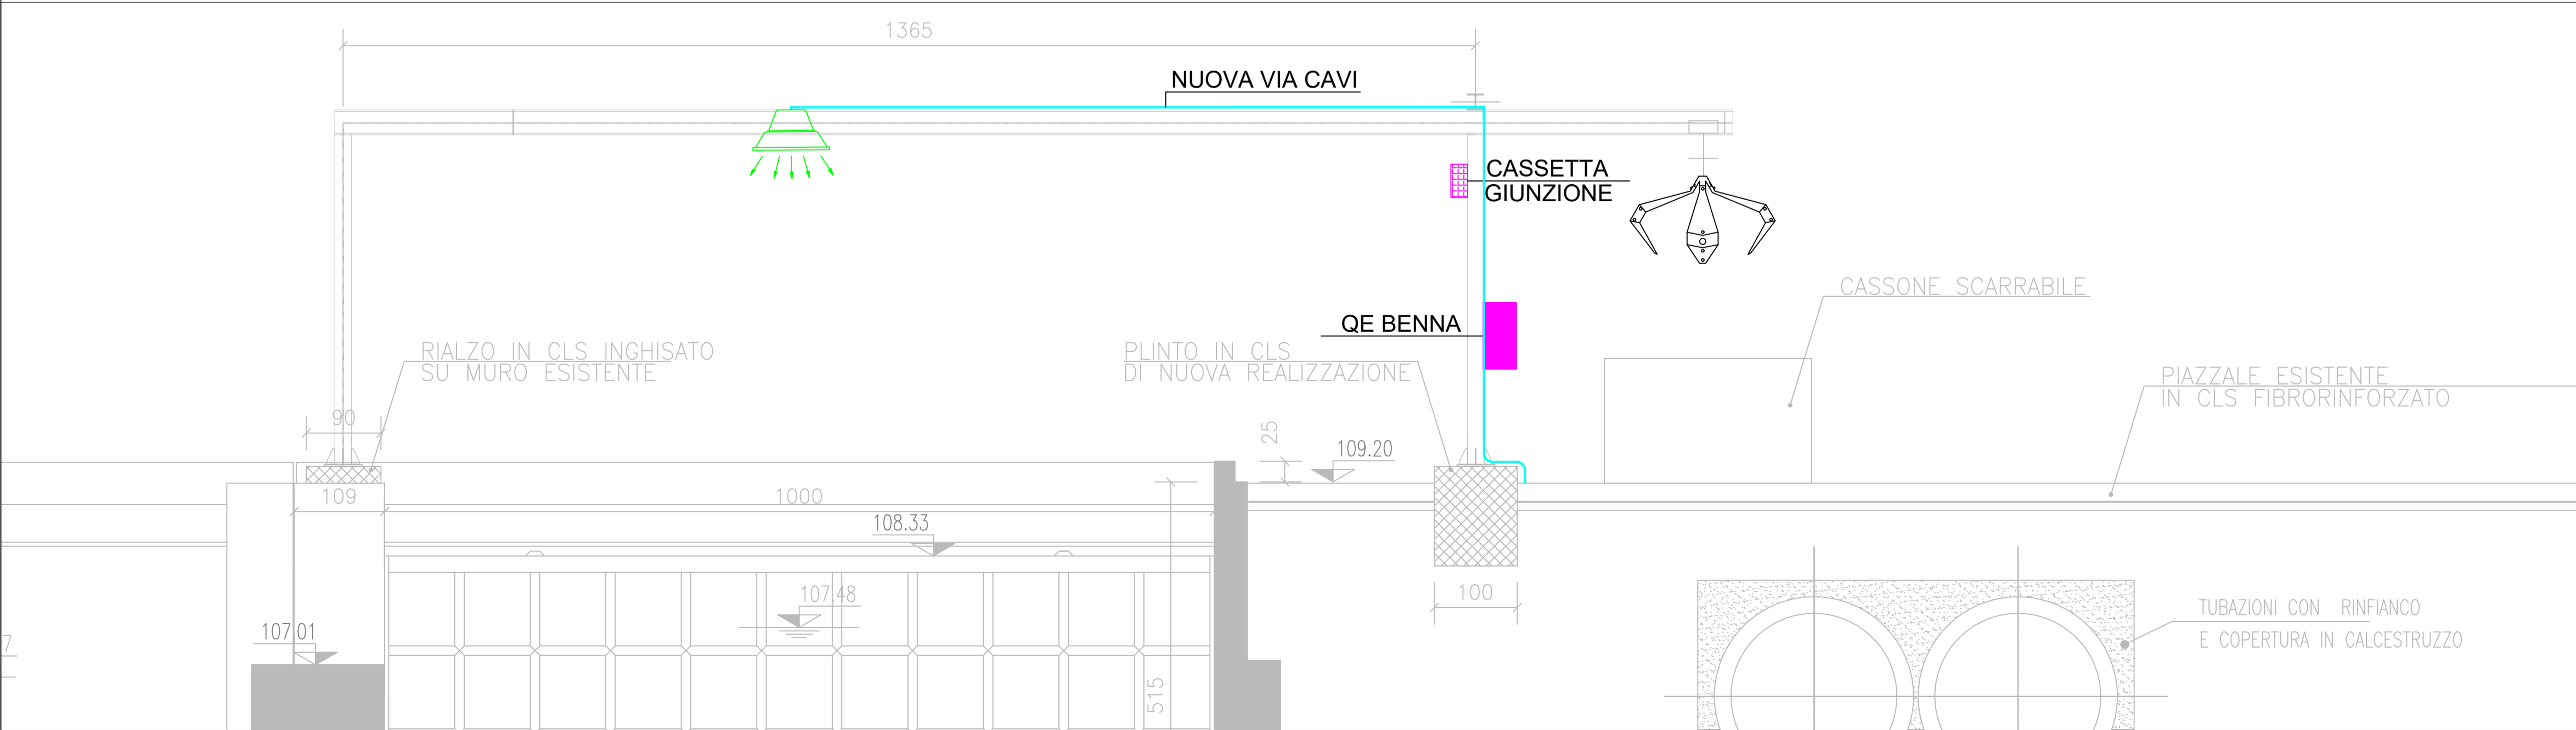 1365
NUOVA VIA CAVI
CASSETTA
GIUNZIONE
CASSONE SCARRABILE
QE BENNA
RIALZO IN CLS INGHISATO
SU MURO ESISTENTE
PLINTO IN CLS
DI NUOVA REALIZZAZIONE
PIAZZALE ESISTENTE
IN CLS FIBRORINFORZATO
90
25
109.20
109
1000
108.33
100
107.48
107.01
TUBAZIONI CON RINFIANCO
E COPERTURA IN CALCESTRUZZO
7
515